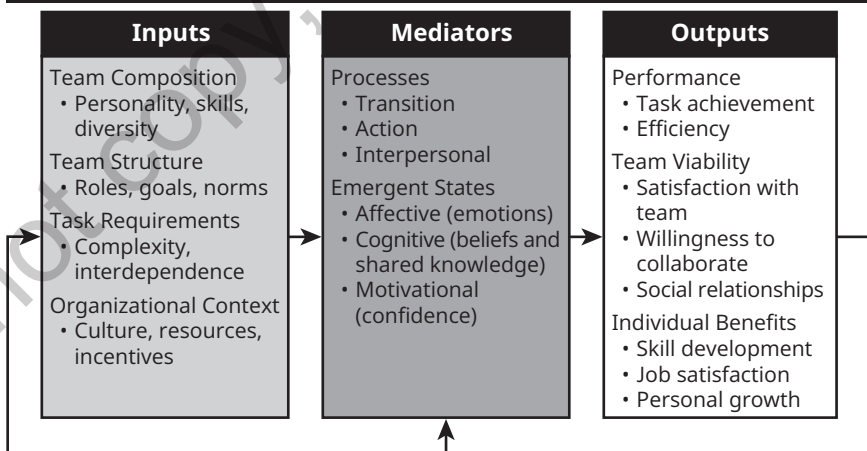 Inputs
Team Composition
• Personality, skills,
diversity
Team Structure
• Roles, goals, norms
Task Requirements
• Complexity,
interdependence
Organizational Context
• Culture, resources,
incentives
Mediators
Processes
• Transition
• Action
• Interpersonal
Emergent States
• Affective (emotions)
• Cognitive (beliefs and
shared knowledge)
• Motivational
(confidence)
Outputs
Performance
• Task achievement
• Efficiency
Team Viability
• Satisfaction with
team
• Willingness to
collaborate
• Social relationships
Individual Benefits
• Skill development
• Job satisfaction
• Personal growth
not copy,